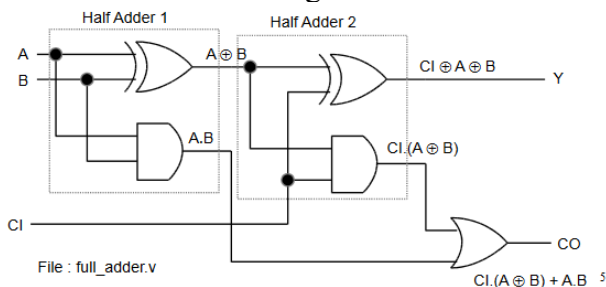 Half Adder 1
Half Adder 2
A
A ⊕ B
CI ⊕ A ⊕ B
Y
B
A.B
CI.(A ⊕ B)
CI
CO
File : full_adder.v
CI.(A ⊕ B) + A.B 5